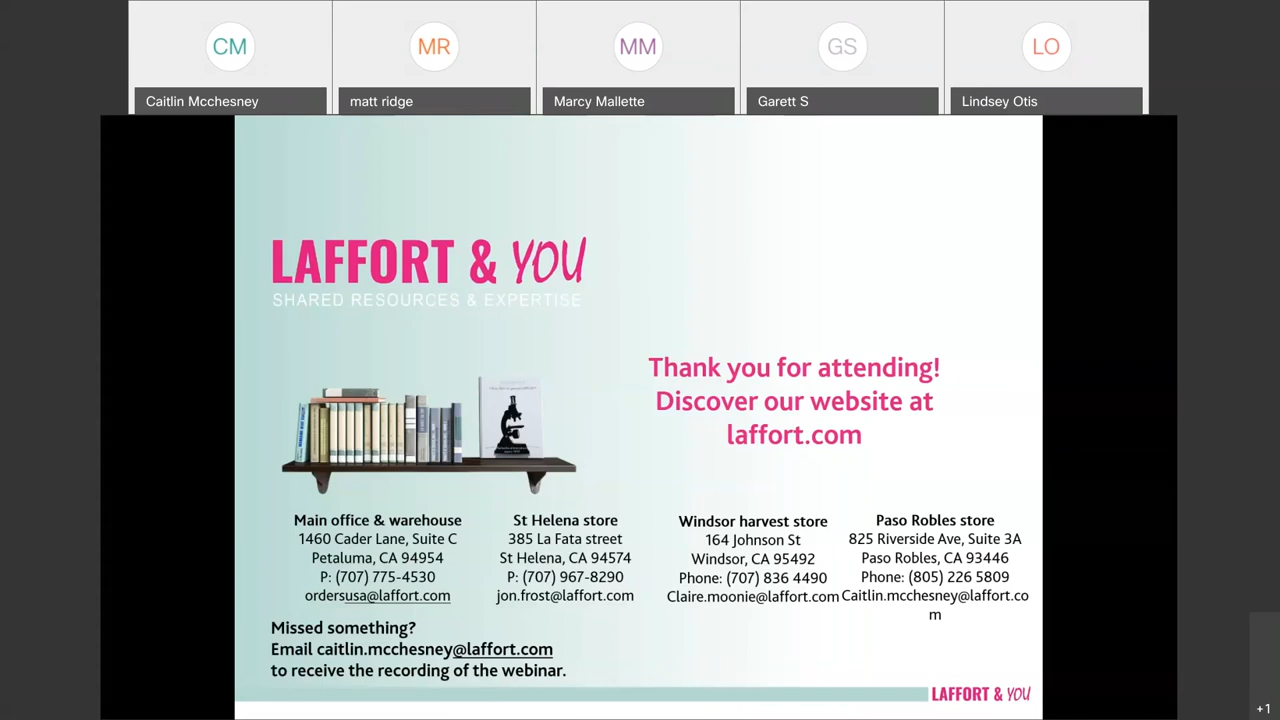 CM
MR
MM
GS
LO
Caitlin Mcchesney
matt ridge
Marcy Mallette
Garett S
Lindsey Otis
LAFFORT & YOU
SHARED RESOURCES & EXPERTISE
Thank you for attending!
Discover our website at
laffort.com
Main office & warehouse
1460 Cader Lane, Suite C
Petaluma, CA 94954
P: (707) 775-4530
ordersusa@laffort.com
St Helena store
385 La Fata street
St Helena, CA 94574
P: (707) 967-8290
jon.frost@laffort.com
Windsor harvest store
164 Johnson St
Windsor, CA 95492
Phone: (707) 836 4490
Claire.moonie@laffort.com
Paso Robles store
825 Riverside Ave, Suite 3A
Paso Robles, CA 93446
Phone: (805) 226 5809
Caitlin.mcchesney@laffort.co
m
Missed something?
Email caitlin.mcchesney@laffort.com
to receive the recording of the webinar.
LAFFORT & YOU
+1